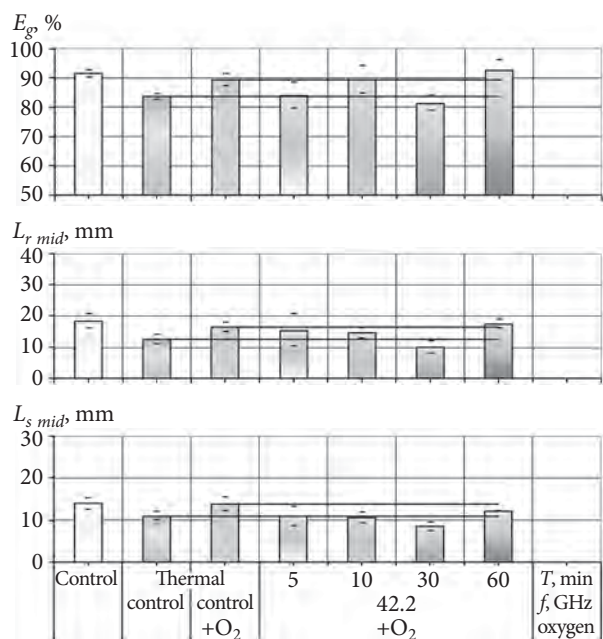 E_g, %
100
90
80
70
60
50
L_r mid, mm
40
30
20
10
0
L_s mid, mm
30
20
10
0
Control Thermal 5 10 30 60 T, min
control control 42.2 f, GHz
+O₂ +O₂ oxygen